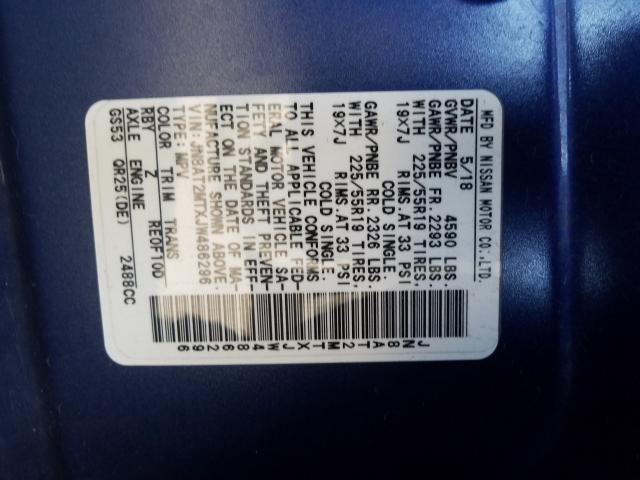 MFD BY NISSAN MOTOR CO.,LTD.
DATE 5/18
GVWR/PNBV 4590 LBS.
GAWR/PNBE FR. 2293 LBS.
WITH 225/55R19 TIRES,
19X7J RIMS.AT 33 PSI
COLD SINGLE.
GAWR/PNBE RR. 2326 LBS.
WITH 225/55R19 TIRES,
19X7J RIMS.AT 33 PSI
COLD SINGLE.
THIS VEHICLE CONFORMS
TO ALL APPLICABLE FED-
ERAL MOTOR VEHICLE SA-
FETY AND THEFT PREVEN-
TION STANDARDS IN EFF-
ECT ON THE DATE OF MA-
NUFACTURE SHOWN ABOVE.
VIN:JN8AT2MTXJW486296
TYPE:MPV
COLOR TRIM TRANS
RBY Z RE0F10D
AXLE ENGINE
GS53 QR25(DE) 2488CC
JN8AT2MTXJW486296